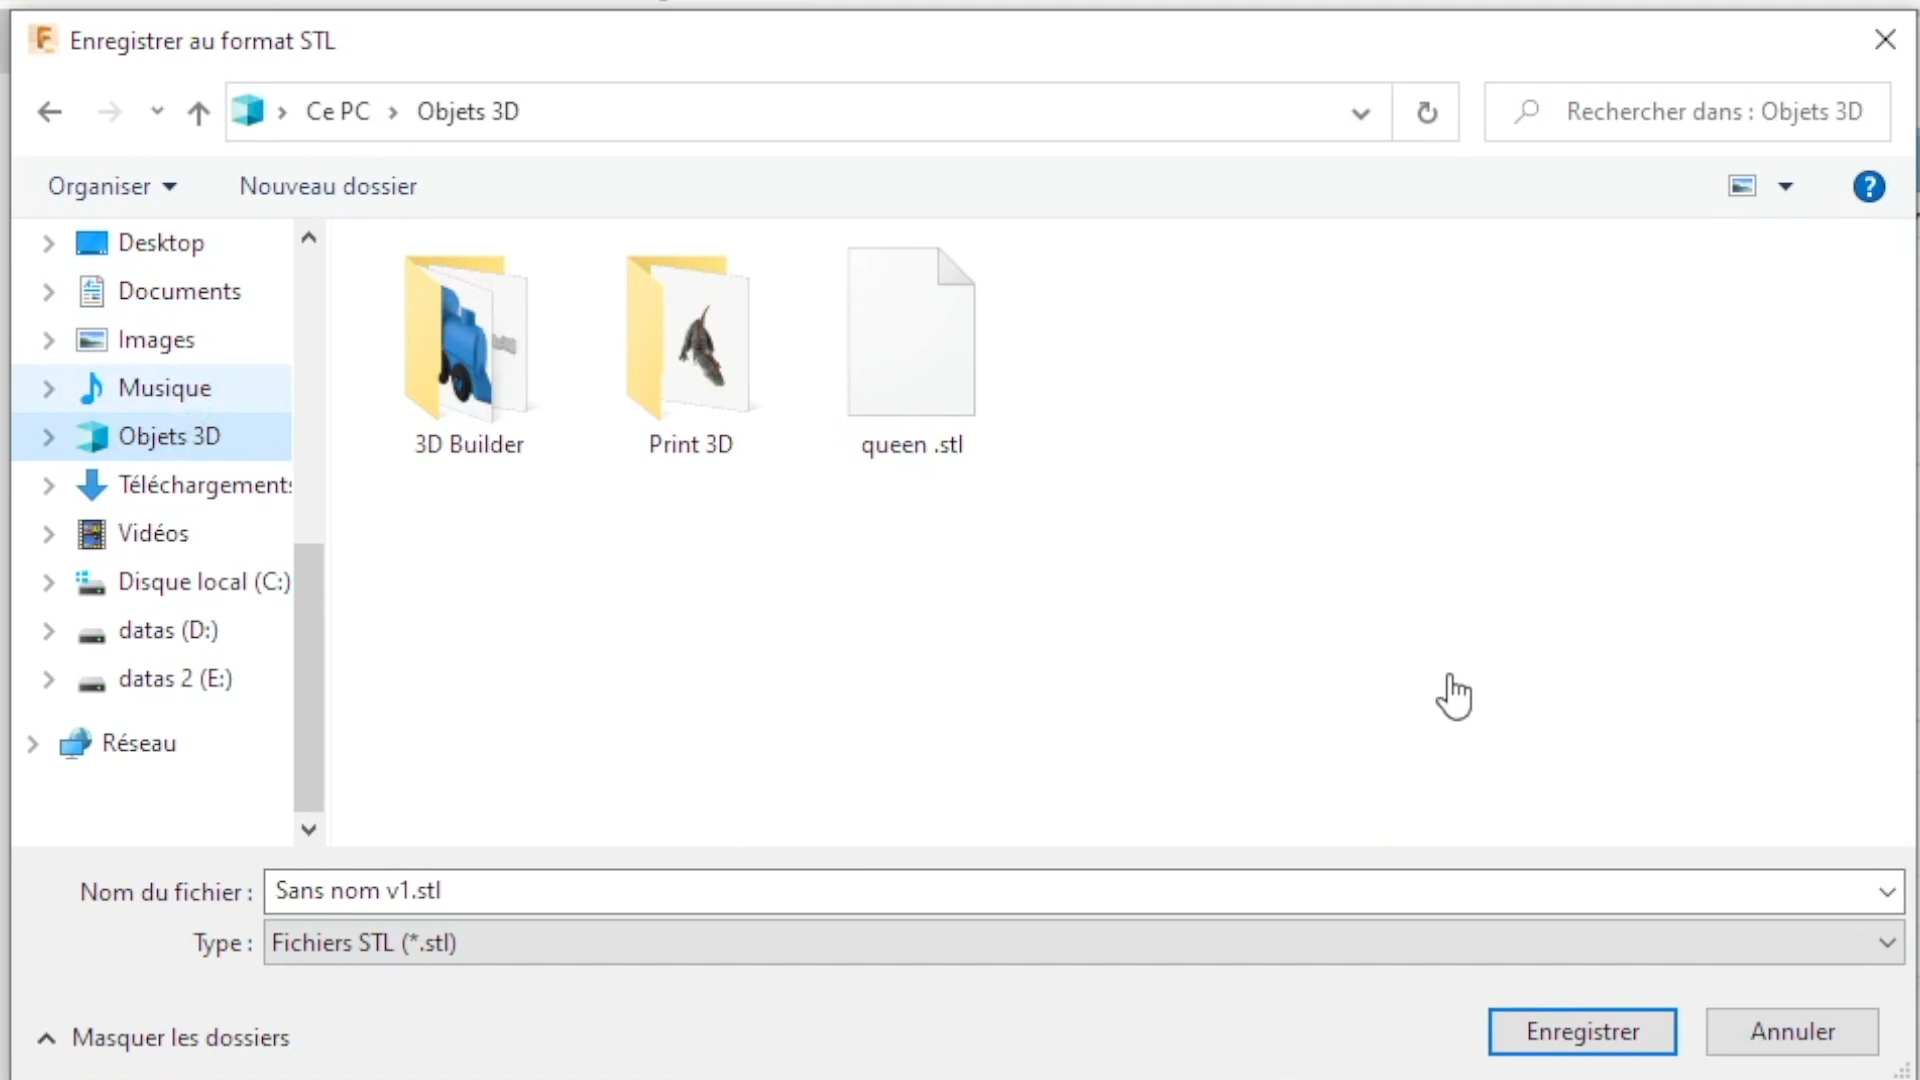 Enregistrer au format STL
Ce PC Objets 3D
Rechercher dans : Objets 3D
Organiser
Nouveau dossier
Desktop
Documents
Images
Musique
Objets 3D
Téléchargements
Vidéos
Disque local (C:)
datas (D:)
datas 2 (E:)
Réseau
3D Builder
Print 3D
queen .stl
Nom du fichier : Sans nom v1.stl
Type : Fichiers STL (*.stl)
Masquer les dossiers
Enregistrer
Annuler